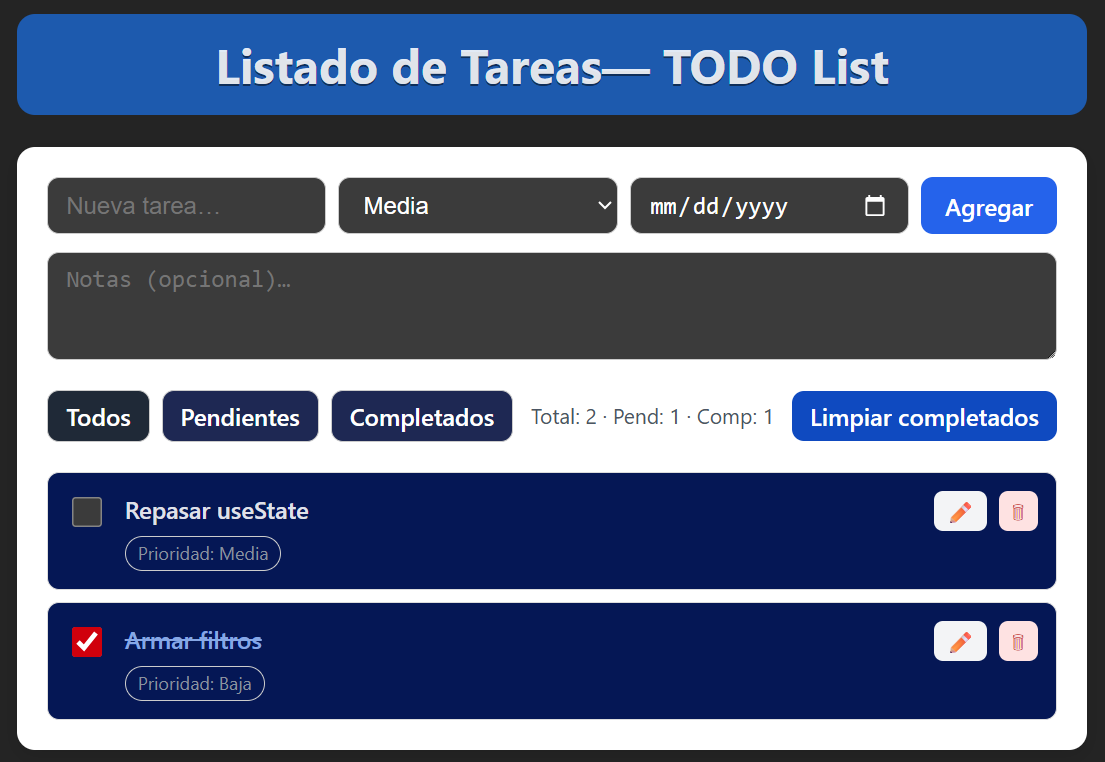 Listado de Tareas— TODO List
Nueva tarea…
Media
mm/dd/yyyy
Agregar
Notas (opcional)…
Todos
Pendientes
Completados
Total: 2 · Pend: 1 · Comp: 1
Limpiar completados
Repasar useState
Prioridad: Media
Armar filtros
Prioridad: Baja